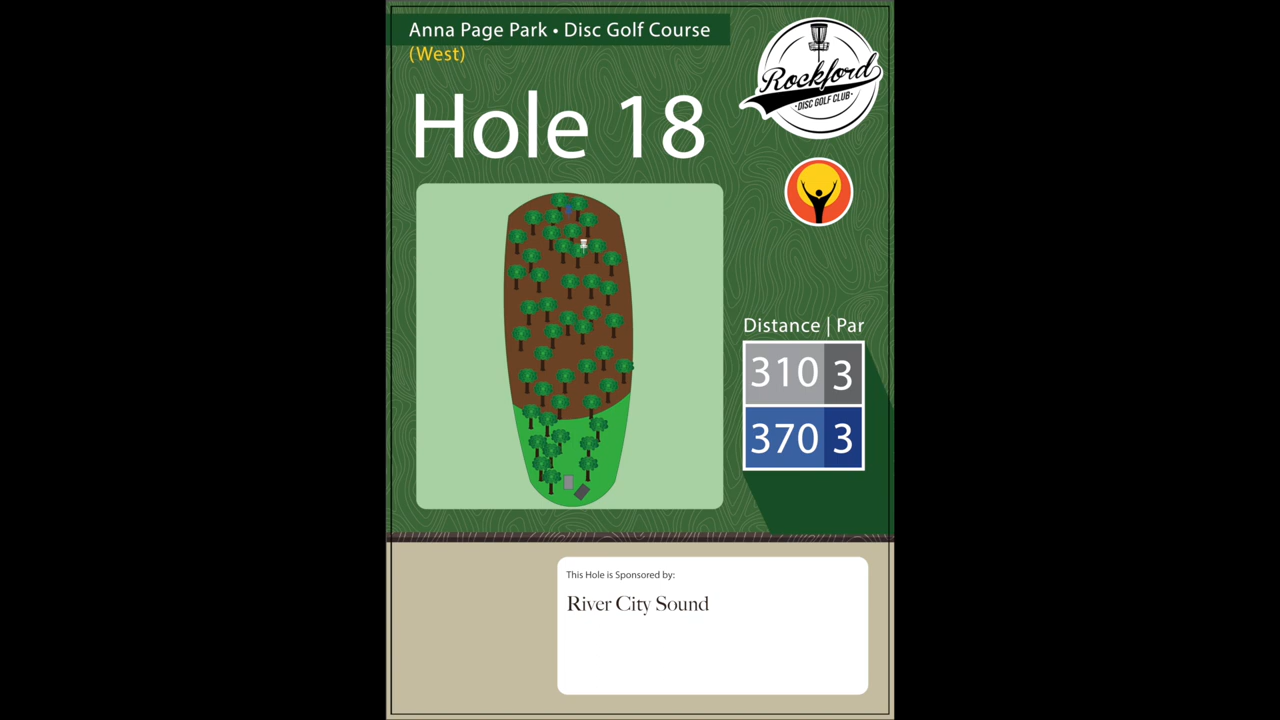 Anna Page Park • Disc Golf Course
(West)
Hole 18
Rockford
•DISC GOLF CLUB•
Distance | Par
310 3
370 3
This Hole is Sponsored by:
River City Sound